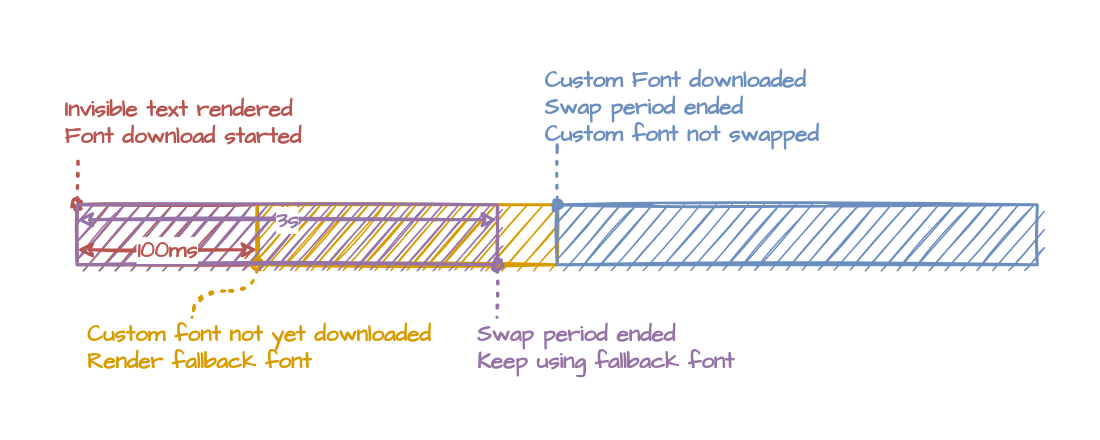 Custom Font downloaded
Swap period ended
Custom font not swapped
Invisible text rendered
Font download started
3s
100ms
Custom font not yet downloaded
Render fallback font
Swap period ended
Keep using fallback font